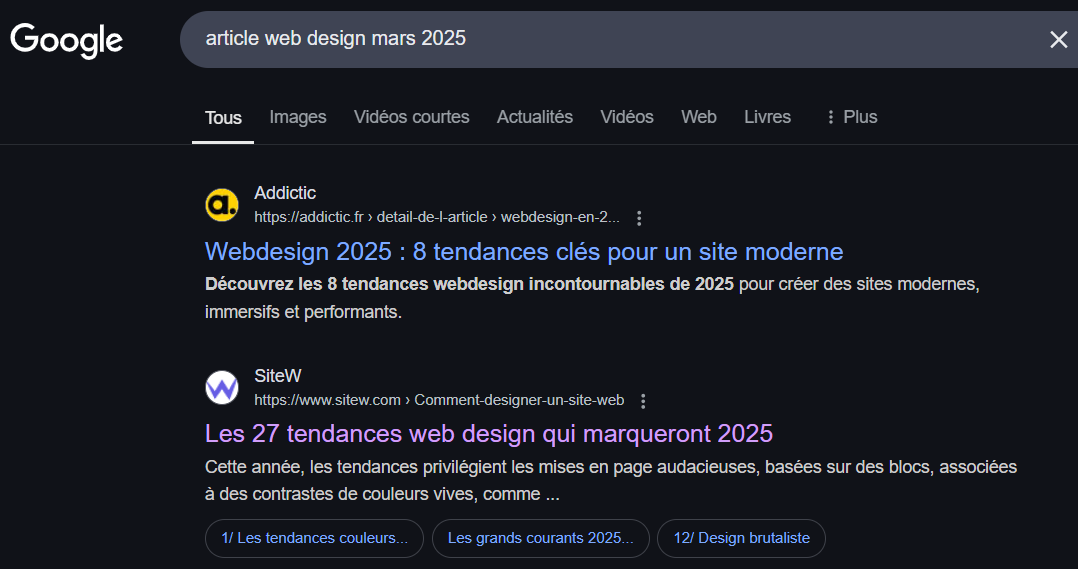 Google
article web design mars 2025
Tous Images Vidéos courtes Actualités Vidéos Web Livres Plus
a.
Addictic
https://addictic.fr › detail-de-l-article › webdesign-en-2...
Webdesign 2025 : 8 tendances clés pour un site moderne
Découvrez les 8 tendances webdesign incontournables de 2025 pour créer des sites modernes,
immersifs et performants.
SiteW
https://www.sitew.com › Comment-designer-un-site-web
Les 27 tendances web design qui marqueront 2025
Cette année, les tendances privilégient les mises en page audacieuses, basées sur des blocs, associées
à des contrastes de couleurs vives, comme ...
1/ Les tendances couleurs... Les grands courants 2025... 12/ Design brutaliste